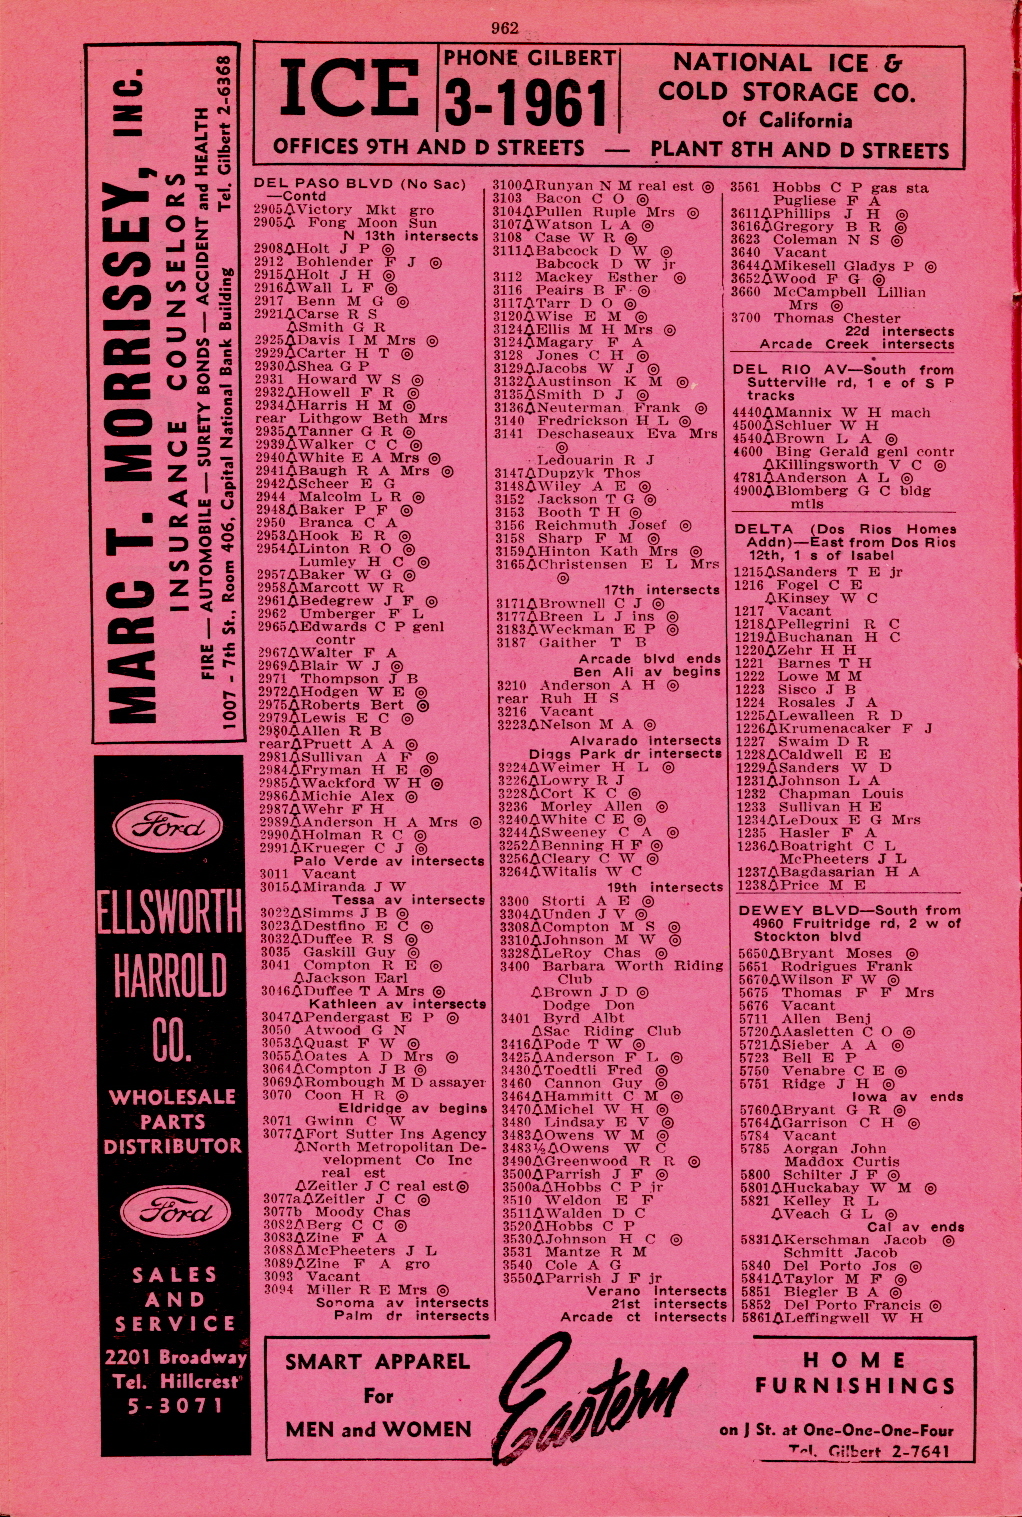 962
MARC T. MORRISSEY, INC.
INSURANCE COUNSELORS
FIRE — AUTOMOBILE — SURETY BONDS — ACCIDENT and HEALTH
1007 - 7th St., Room 406, Capital National Bank Building Tel. Gilbert 2-6368
ICE
PHONE GILBERT
3-1961
NATIONAL ICE &
COLD STORAGE CO.
Of California
OFFICES 9TH AND D STREETS — PLANT 8TH AND D STREETS
Ford
ELLSWORTH
HARROLD
CO.
WHOLESALE
PARTS
DISTRIBUTOR
Ford
SALES
AND
SERVICE
2201 Broadway
Tel. Hillcrest
5-3071
DEL PASO BLVD (No Sac)
—Contd
2905△Victory Mkt gro
2905△ Fong Moon Sun
N 13th intersects
2908△Holt J P ◎
2912 Bohlender F J ◎
2915△Holt J H ◎
2916△Wall L F ◎
2917 Benn M G ◎
2921△Carse R S
△Smith G R
2925△Davis I M Mrs ◎
2929△Carter H T ◎
2930△Shea G P
2931 Howard W S ◎
2932△Howell F R ◎
2934△Harris H M ◎
rear Lithgow Beth Mrs
2935△Tanner G R ◎
2939△Walker C C ◎
2940△White E A Mrs ◎
2941△Baugh R A Mrs ◎
2942△Scheer E G
2944 Malcolm L R ◎
2948△Baker P F ◎
2950 Branca C A
2953△Hook E R ◎
2954△Linton R O ◎
Lumley H C ◎
2957△Baker W G ◎
2958△Marcott W R
2961△Bedegrew J F ◎
2962 Umberger F L
2965△Edwards C P genl
contr
2967△Walter F A
2969△Blair W J ◎
2971 Thompson J B
2972△Hodgen W E ◎
2975△Roberts Bert ◎
2979△Lewis E C ◎
2980△Allen R B
rear△Pruett A A ◎
2981△Sullivan A F ◎
2984△Fryman H E ◎
2985△Wackford W H ◎
2986△Michie Alex ◎
2987△Wehr F H
2989△Anderson H A Mrs ◎
2990△Holman R C ◎
2991△Krueger C J ◎
Palo Verde av intersects
3011 Vacant
3015△Miranda J W
Tessa av intersects
3022△Simms J B ◎
3023△Destfino E C ◎
3032△Duffee R S ◎
3035 Gaskill Guy ◎
3041 Compton R E ◎
△Jackson Earl
3046△Duffee T A Mrs ◎
Kathleen av intersects
3047△Pendergast E P ◎
3050 Atwood G N
3053△Quast F W ◎
3055△Oates A D Mrs ◎
3064△Compton J B ◎
3069△Rombough M D assayer
3070 Coon H R ◎
Eldridge av begins
3071 Gwinn C W
3077△Fort Sutter Ins Agency
△North Metropolitan De-
velopment Co Inc
real est
△Zeitler J C real est◎
3077a△Zeitler J C ◎
3077b Moody Chas
3082△Berg C C ◎
3083△Zine F A
3088△McPheeters J L
3089△Zine F A gro
3093 Vacant
3094 Miller R E Mrs ◎
Sonoma av intersects
Palm dr intersects
3100△Runyan N M real est ◎
3103 Bacon C O ◎
3104△Pullen Ruple Mrs ◎
3107△Watson L A ◎
3108 Case W R ◎
3111△Babcock D W ◎
Babcock D W jr
3112 Mackey Esther ◎
3116 Peairs B F ◎
3117△Tarr D O ◎
3120△Wise E M ◎
3124△Ellis M H Mrs ◎
3124△Magary F A
3128 Jones C H ◎
3129△Jacobs W J ◎
3132△Austinson K M ◎
3135△Smith D J ◎
3136△Neuterman Frank ◎
3140 Fredrickson H L ◎
3141 Deschaseaux Eva Mrs
◎
Ledouarin R J
3147△Dupzyk Thos
3148△Wiley A E ◎
3152 Jackson T G ◎
3153 Booth T H ◎
3156 Reichmuth Josef ◎
3158 Sharp F M ◎
3159△Hinton Kath Mrs ◎
3165△Christensen E L Mrs
◎
17th intersects
3171△Brownell C J ◎
3177△Breen L J ins ◎
3183△Weckman E P ◎
3187 Gaither T B
Arcade blvd ends
Ben Ali av begins
3210 Anderson A H ◎
rear Ruh H S
3216 Vacant
3223△Nelson M A ◎
Alvarado intersects
Diggs Park dr intersects
3224△Weimer H L ◎
3226△Lowry R J
3228△Cort K C ◎
3236 Morley Allen ◎
3240△White C E ◎
3244△Sweeney C A ◎
3252△Benning H F ◎
3256△Cleary C W ◎
3264△Witalis W C
19th intersects
3300 Storti A E ◎
3304△Unden J V ◎
3308△Compton M S ◎
3310△Johnson M W ◎
3328△LeRoy Chas ◎
3400 Barbara Worth Riding
Club
△Brown J D ◎
Dodge Don
3401 Byrd Albt
△Sac Riding Club
3416△Pode T W ◎
3425△Anderson F L ◎
3430△Toedtli Fred ◎
3460 Cannon Guy ◎
3464△Hammitt C M ◎
3470△Michel W H ◎
3480 Lindsay E V ◎
3483△Owens W M ◎
3483½△Owens W C
3490△Greenwood R R ◎
3500△Parrish J F ◎
3500a△Hobbs C P jr
3510 Weldon E F
3511△Walden D C
3520△Hobbs C P
3530△Johnson H C ◎
3531 Mantze R M
3540 Cole A G
3550△Parrish J F jr
Verano intersects
21st intersects
Arcade ct intersects
3561 Hobbs C P gas sta
Pugliese F A
3611△Phillips J H ◎
3616△Gregory B R ◎
3623 Coleman N S ◎
3640 Vacant
3644△Mikesell Gladys P ◎
3652△Wood F G ◎
3660 McCampbell Lillian
Mrs ◎
3700 Thomas Chester
22d intersects
Arcade Creek intersects
DEL RIO AV—South from
Sutterville rd, 1 e of S P
tracks
4440△Mannix W H mach
4500△Schluer W H
4540△Brown L A ◎
4600 Bing Gerald genl contr
△Killingsworth V C ◎
4781△Anderson A L ◎
4900△Blomberg G C bldg
mtls
DELTA (Dos Rios Homes
Addn)—East from Dos Rios
12th, 1 s of Isabel
1215△Sanders T E jr
1216 Fogel C E
△Kinsey W C
1217 Vacant
1218△Pellegrini R C
1219△Buchanan H C
1220△Zehr H H
1221 Barnes T H
1222 Lowe M M
1223 Sisco J B
1224 Rosales J A
1225△Lewalleen R D
1226△Krumenacaker F J
1227 Swaim D R
1228△Caldwell E E
1229△Sanders W D
1231△Johnson L A
1232 Chapman Louis
1233 Sullivan H E
1234△LeDoux E G Mrs
1235 Hasler F A
1236△Boatright C L
McPheeters J L
1237△Bagdasarian H A
1238△Price M E
DEWEY BLVD—South from
4960 Fruitridge rd, 2 w of
Stockton blvd
5650△Bryant Moses ◎
5651 Rodrigues Frank
5670△Wilson F W ◎
5675 Thomas F F Mrs
5676 Vacant
5711 Allen Benj
5720△Aasletten C O ◎
5721△Sieber A A ◎
5723 Bell E P
5750 Venabre C E ◎
5751 Ridge J H ◎
Iowa av ends
5760△Bryant G R ◎
5764△Garrison C H ◎
5784 Vacant
5785 Aorgan John
Maddox Curtis
5800 Schilter J F ◎
5801△Huckabay W M ◎
5821 Kelley R L
△Veach G L ◎
Cal av ends
5831△Kerschman Jacob ◎
Schmitt Jacob
5840 Del Porto Jos ◎
5841△Taylor M F ◎
5851 Biegler B A ◎
5852 Del Porto Francis ◎
5861△Leffingwell W H
SMART APPAREL
For
MEN and WOMEN
Eastern
HOME
FURNISHINGS
on J St. at One-One-One-Four
Tel. Gilbert 2-7641